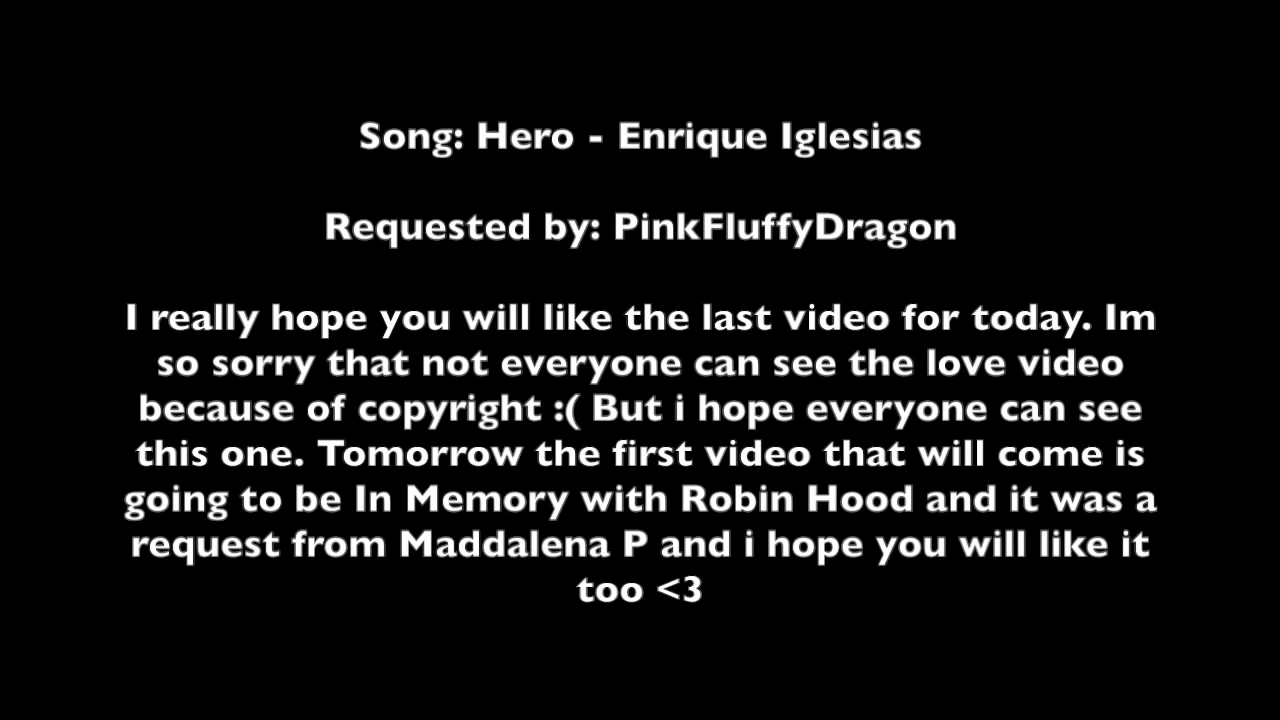 Song: Hero - Enrique Iglesias
Requested by: PinkFluffyDragon
I really hope you will like the last video for today. Im
so sorry that not everyone can see the love video
because of copyright :( But i hope everyone can see
this one. Tomorrow the first video that will come is
going to be In Memory with Robin Hood and it was a
request from Maddalena P and i hope you will like it
too <3